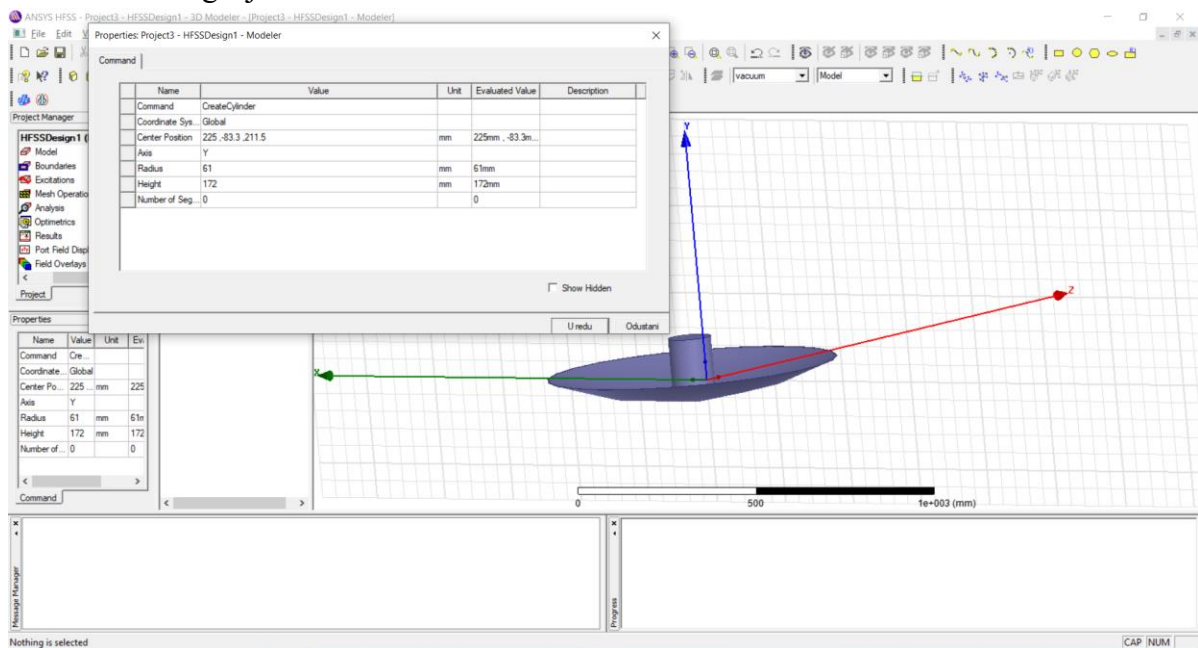 ANSYS HFSS - Project3 - HFSSDesign1 - 3D Modeler - [Project3 - HFSSDesign1 - Modeler]
File Edit
Properties: Project3 - HFSSDesign1 - Modeler
Command
Name Value Unit Evaluated Value Description
Command CreateCylinder
Coordinate Sys... Global
Center Position 225 ,-83.3 ,211.5 mm 225mm , -83.3m...
Axis Y
Radius 61 mm 61mm
Height 172 mm 172mm
Number of Seg... 0 0
Show Hidden
U redu Odustani
vacuum Model
Project Manager
HFSSDesign1 (
Model
Boundaries
Excitations
Mesh Operatio
Analysis
Optimetrics
Results
Port Field Displ
Field Overlays
Project
Properties
Name Value Unit Ev
Command Cre...
Coordinate... Global
Center Po... 225 ... mm 225
Axis Y
Radius 61 mm 61m
Height 172 mm 172
Number of... 0 0
Command
Y
Z
X
0 500 1e+003 (mm)
Message Manager
Progress
Nothing is selected
CAP NUM